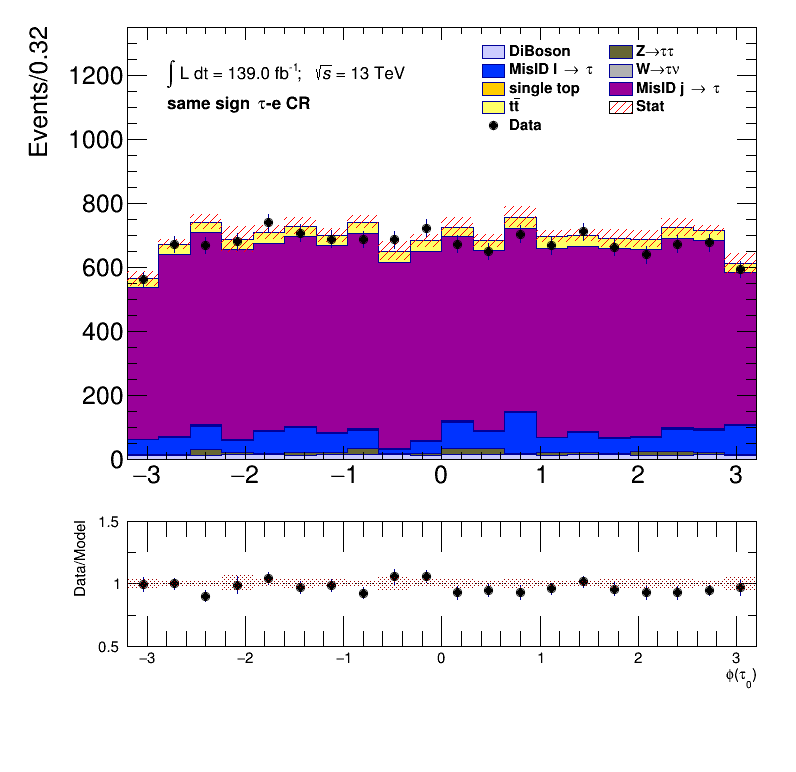 Events/0.32
∫ L dt = 139.0 fb⁻¹; √s = 13 TeV
same sign τ-e CR
DiBoson
Z→ττ
MisID l → τ
W→τν
single top
MisID j → τ
tt̄
Stat
Data
1200
1000
800
600
400
200
0
−3 −2 −1 0 1 2 3
Data/Model
1.5
1
0.5
−3 −2 −1 0 1 2 3
ϕ(τ₀)